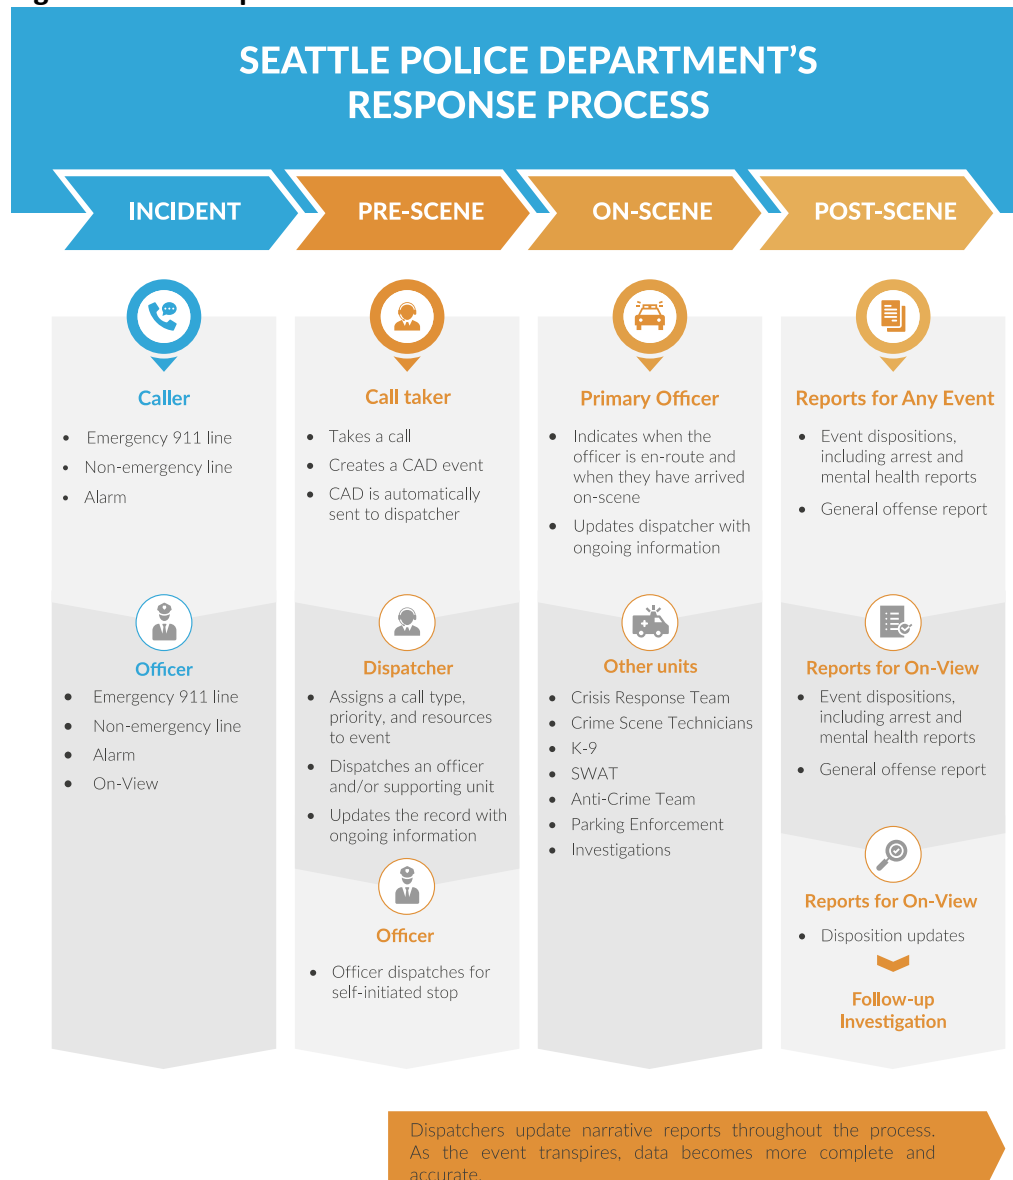 SEATTLE POLICE DEPARTMENT'S
RESPONSE PROCESS
INCIDENT
PRE-SCENE
ON-SCENE
POST-SCENE
Caller
• Emergency 911 line
• Non-emergency line
• Alarm
Officer
• Emergency 911 line
• Non-emergency line
• Alarm
• On-View
Call taker
• Takes a call
• Creates a CAD event
• CAD is automatically
sent to dispatcher
Dispatcher
• Assigns a call type,
priority, and resources
to event
• Dispatches an officer
and/or supporting unit
• Updates the record with
ongoing information
Officer
• Officer dispatches for
self-initiated stop
Primary Officer
• Indicates when the
officer is en-route and
when they have arrived
on-scene
• Updates dispatcher with
ongoing information
Other units
• Crisis Response Team
• Crime Scene Technicians
• K-9
• SWAT
• Anti-Crime Team
• Parking Enforcement
• Investigations
Reports for Any Event
• Event dispositions,
including arrest and
mental health reports
• General offense report
Reports for On-View
• Event dispositions,
including arrest and
mental health reports
• General offense report
Reports for On-View
• Disposition updates
Follow-up
Investigation
Dispatchers update narrative reports throughout the process.
As the event transpires, data becomes more complete and
accurate.